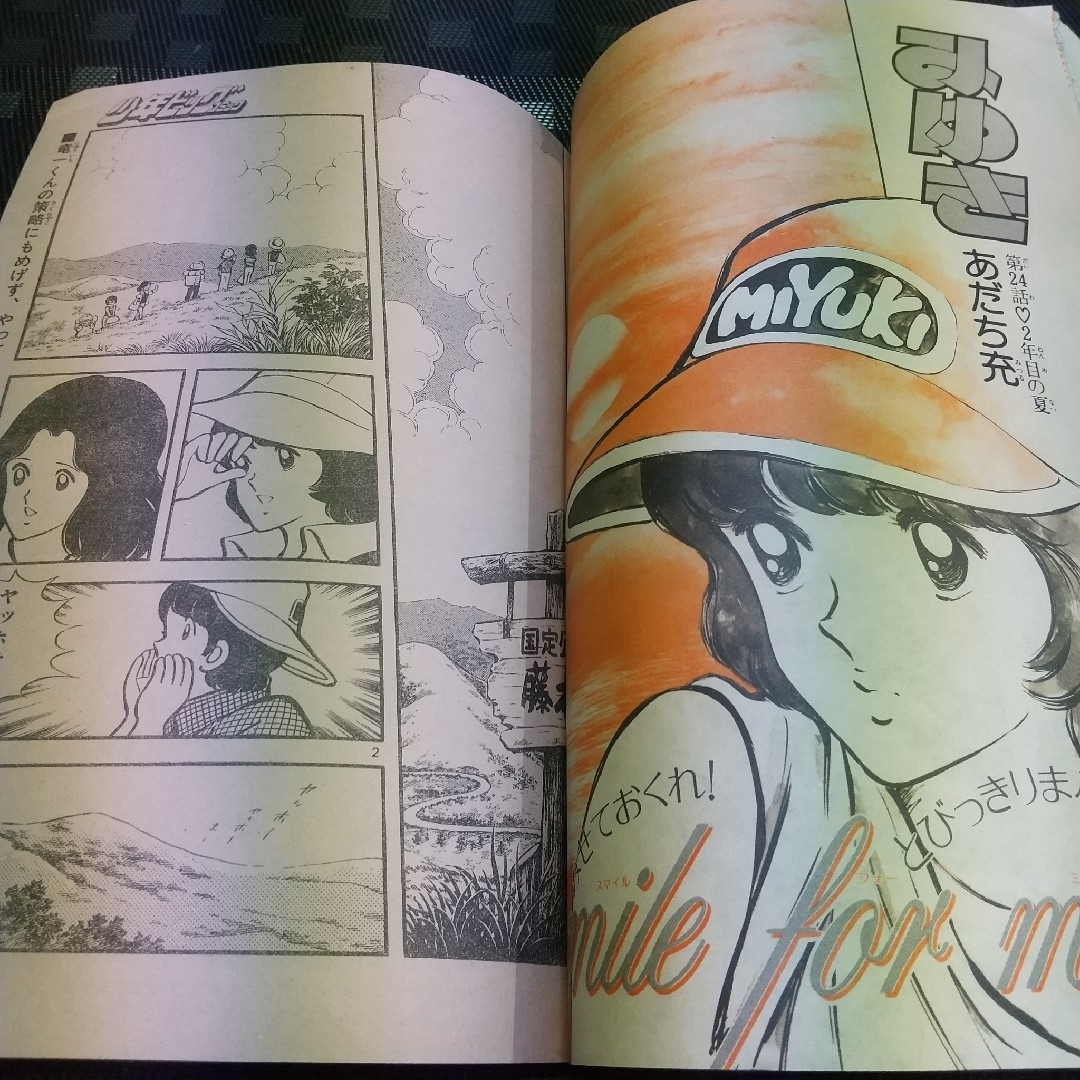 みゆき
第24話♡2年目の夏
あだち充
MIYUKI
せておくれ!
とびっきりま
スマイル
フォー
mile for m
国定公
藤
少年ビッグ
■竜一くんの策略にもめげず、
やっ
ヤッホ
2